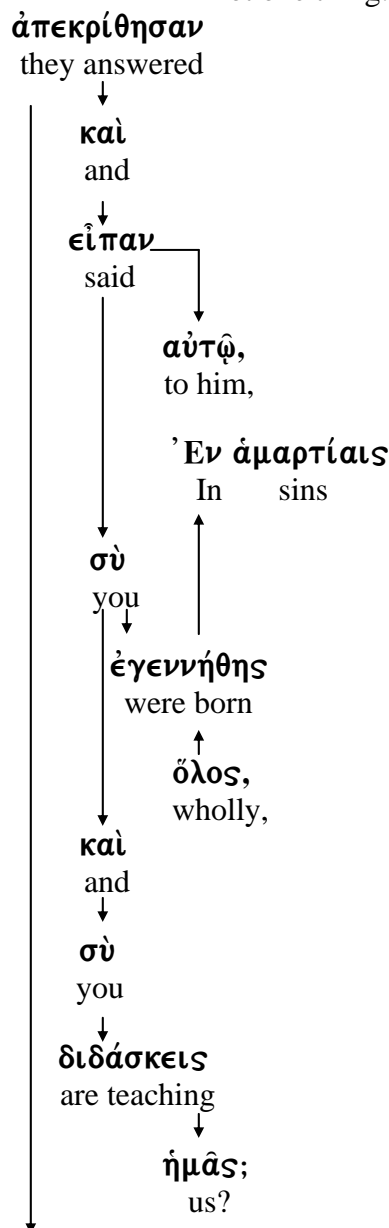 ἀπεκρίθησαν
they answered
καὶ
and
εἶπαν
said
αὐτῷ,
to him,
Ἐν ἁμαρτίαις
In sins
σὺ
you
ἐγεννήθης
were born
ὅλος,
wholly,
καὶ
and
σὺ
you
διδάσκεις
are teaching
ἡμᾶς;
us?